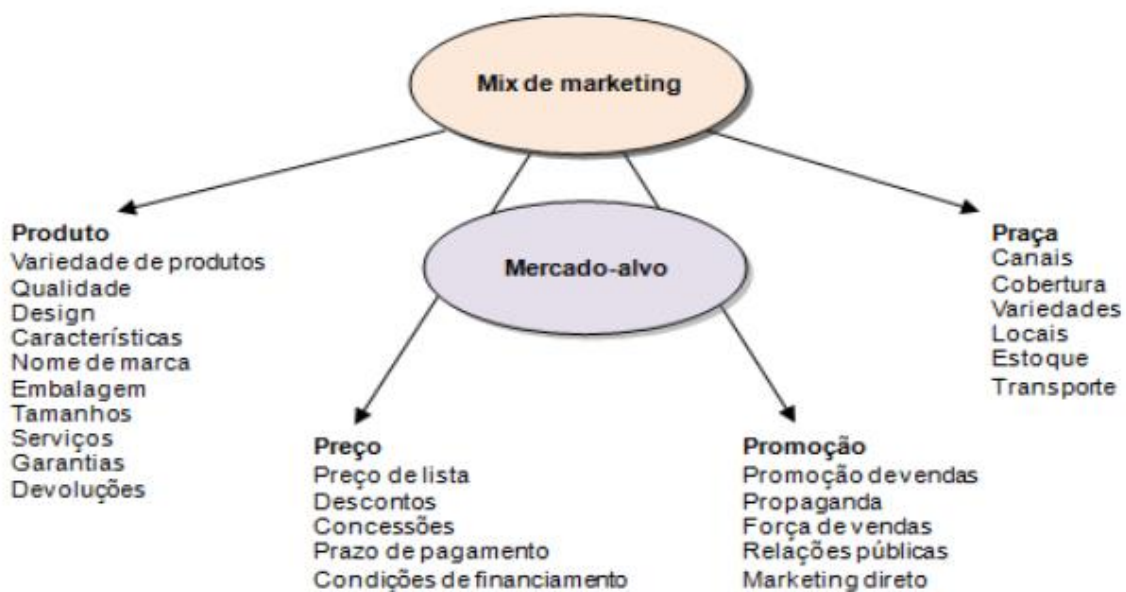 Mix de marketing
Mercado-alvo
Produto
Variedade de produtos
Qualidade
Design
Características
Nome de marca
Embalagem
Tamanhos
Serviços
Garantias
Devoluções
Preço
Preço de lista
Descontos
Concessões
Prazo de pagamento
Condições de financiamento
Promoção
Promoção de vendas
Propaganda
Força de vendas
Relações públicas
Marketing direto
Praça
Canais
Cobertura
Variedades
Locais
Estoque
Transporte